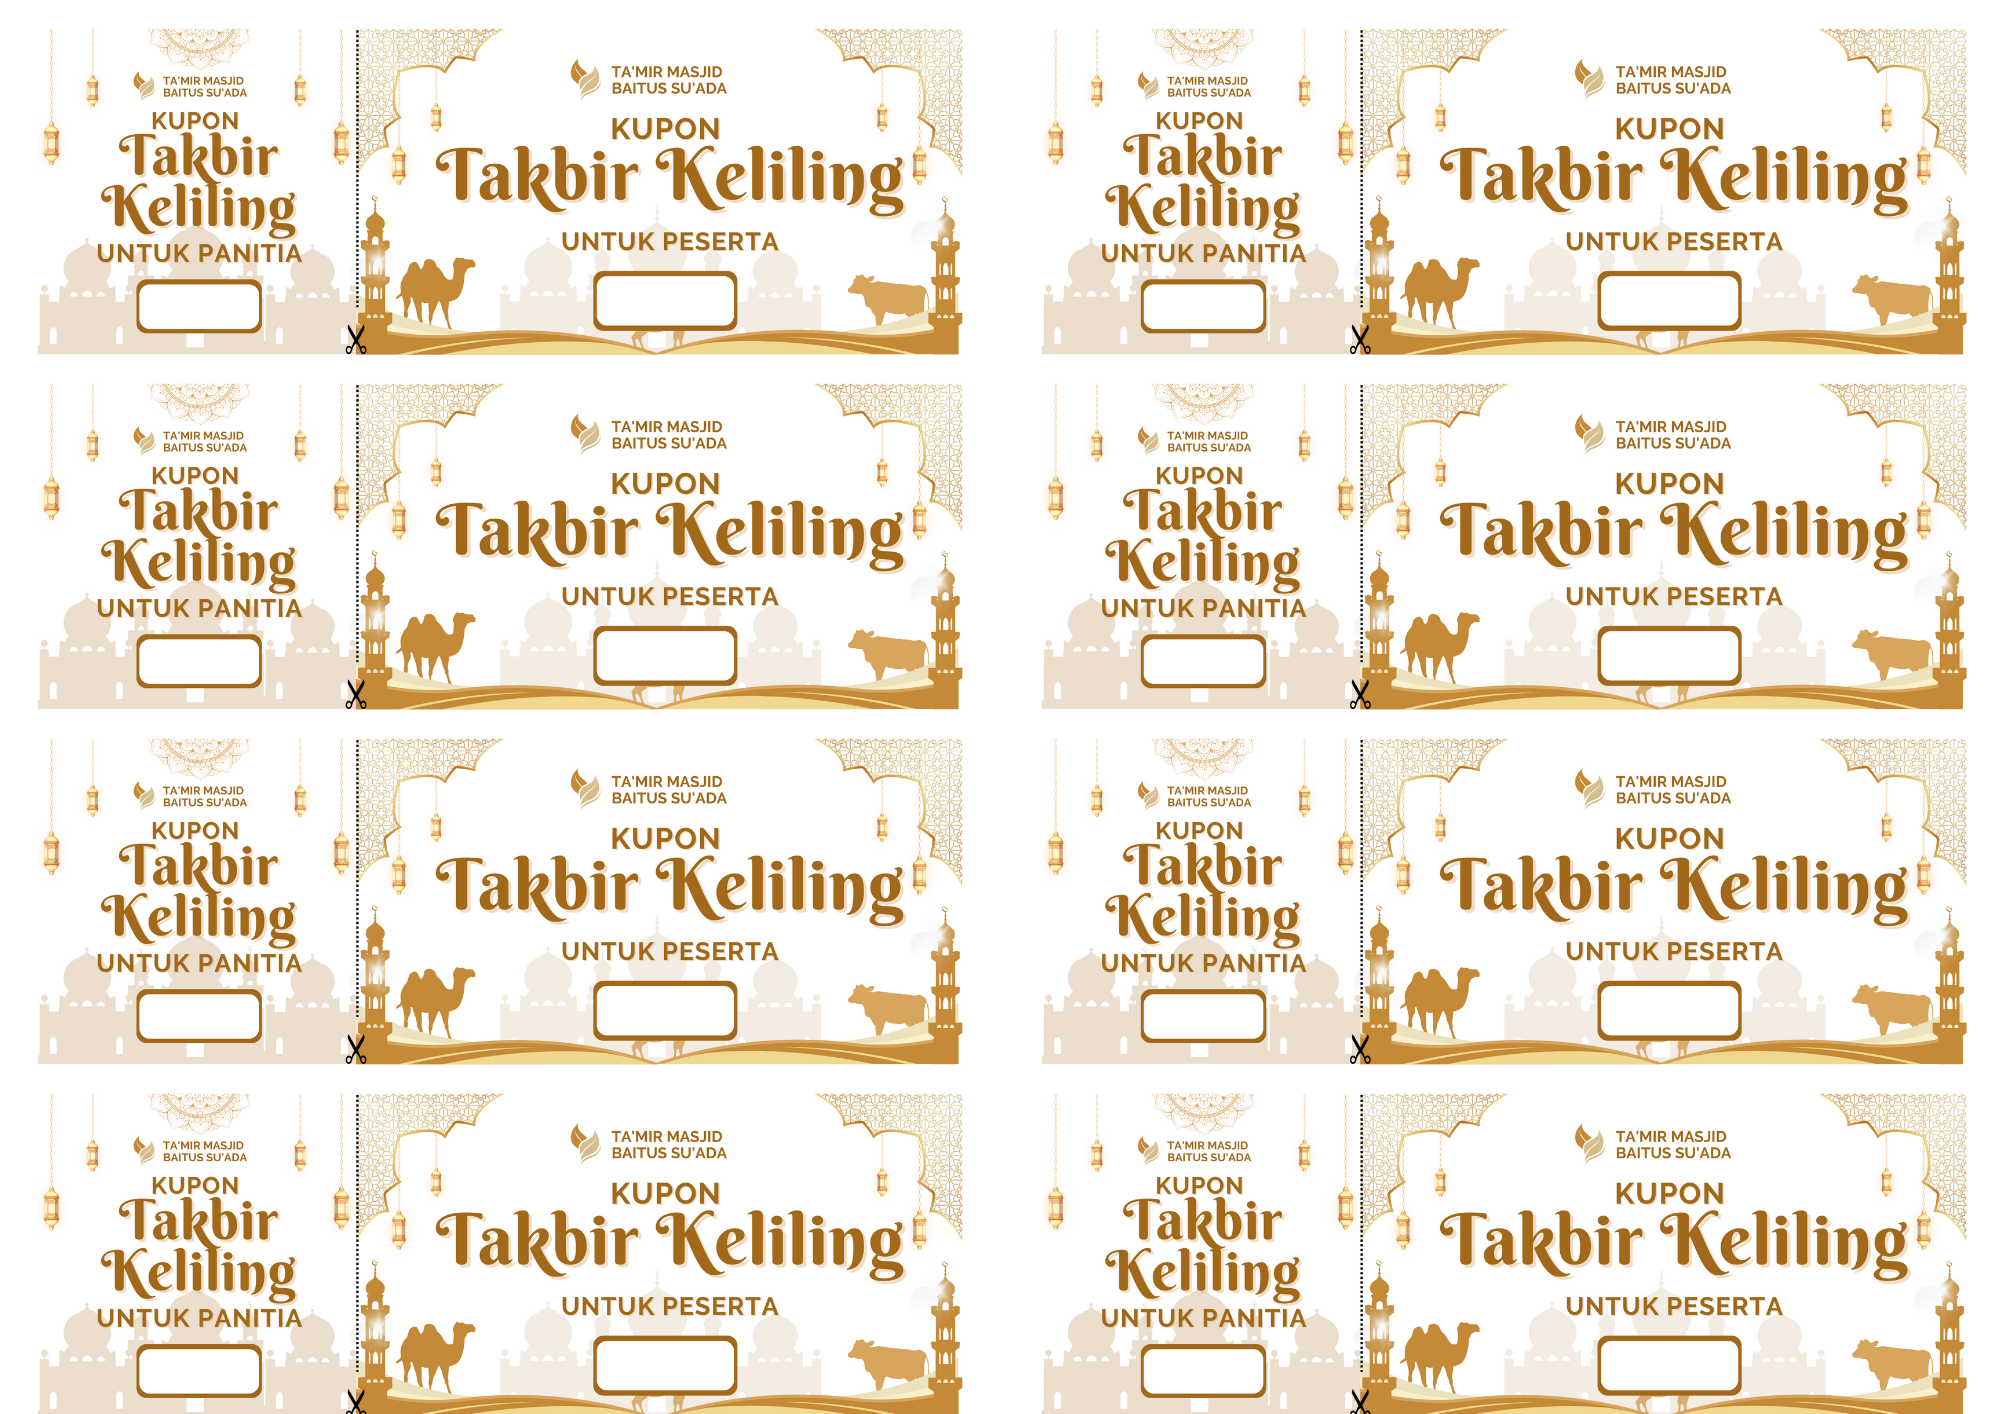 TA'MIR MASJID
BAITUS SU'ADA
KUPON
Takbir
Keliling
UNTUK PANITIA
TA'MIR MASJID
BAITUS SU'ADA
KUPON
Takbir Keliling
UNTUK PESERTA
TA'MIR MASJID
BAITUS SU'ADA
KUPON
Takbir
Keliling
UNTUK PANITIA
TA'MIR MASJID
BAITUS SU'ADA
KUPON
Takbir Keliling
UNTUK PESERTA
TA'MIR MASJID
BAITUS SU'ADA
KUPON
Takbir
Keliling
UNTUK PANITIA
TA'MIR MASJID
BAITUS SU'ADA
KUPON
Takbir Keliling
UNTUK PESERTA
TA'MIR MASJID
BAITUS SU'ADA
KUPON
Takbir
Keliling
UNTUK PANITIA
TA'MIR MASJID
BAITUS SU'ADA
KUPON
Takbir Keliling
UNTUK PESERTA
TA'MIR MASJID
BAITUS SU'ADA
KUPON
Takbir
Keliling
UNTUK PANITIA
TA'MIR MASJID
BAITUS SU'ADA
KUPON
Takbir Keliling
UNTUK PESERTA
TA'MIR MASJID
BAITUS SU'ADA
KUPON
Takbir
Keliling
UNTUK PANITIA
TA'MIR MASJID
BAITUS SU'ADA
KUPON
Takbir Keliling
UNTUK PESERTA
TA'MIR MASJID
BAITUS SU'ADA
KUPON
Takbir
Keliling
UNTUK PANITIA
TA'MIR MASJID
BAITUS SU'ADA
KUPON
Takbir Keliling
UNTUK PESERTA
TA'MIR MASJID
BAITUS SU'ADA
KUPON
Takbir
Keliling
UNTUK PANITIA
TA'MIR MASJID
BAITUS SU'ADA
KUPON
Takbir Keliling
UNTUK PESERTA